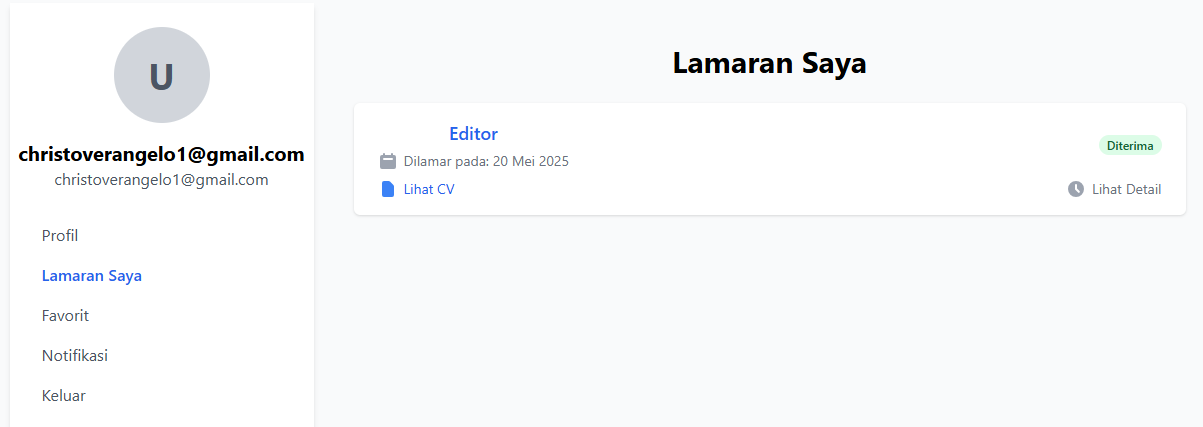 U
christoverangelo1@gmail.com
christoverangelo1@gmail.com
Profil
Lamaran Saya
Favorit
Notifikasi
Keluar
Lamaran Saya
Editor
Dilamar pada: 20 Mei 2025
Diterima
Lihat CV
Lihat Detail